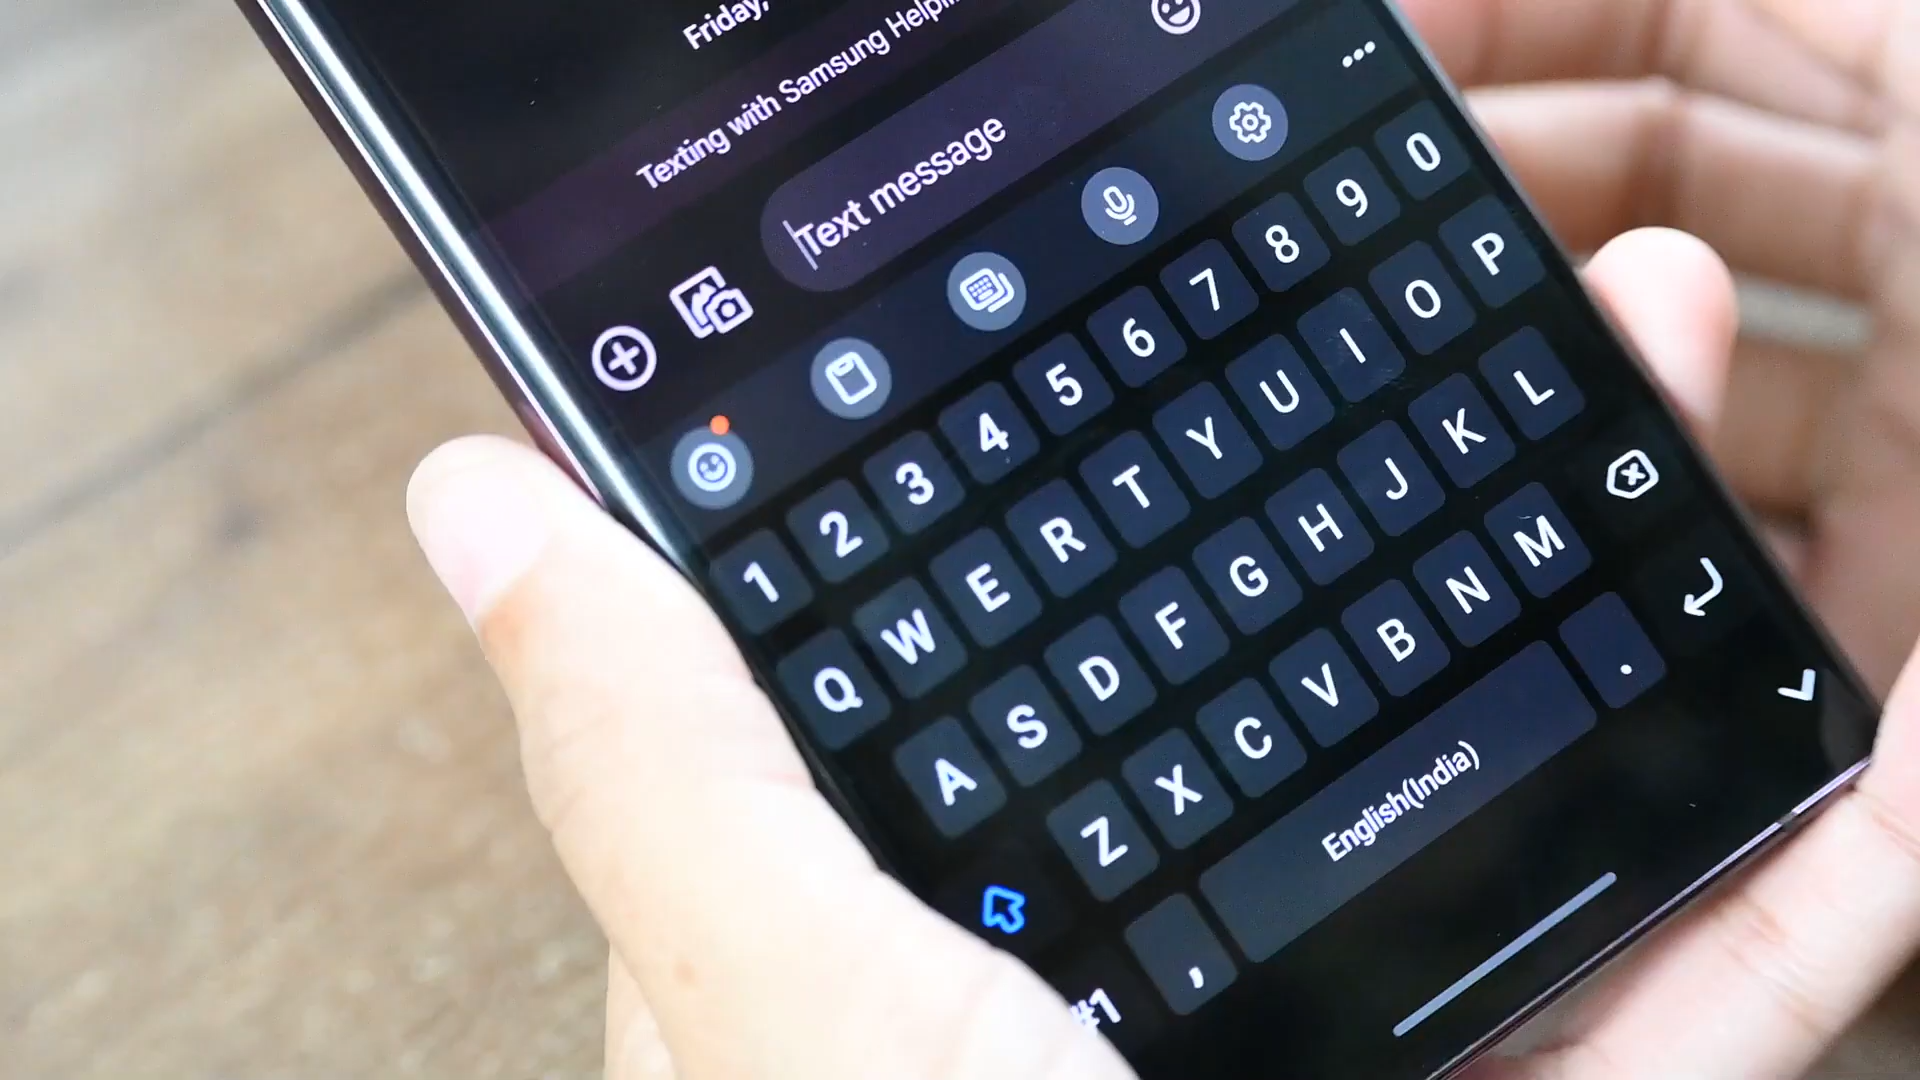 Friday,
Texting with Samsung
Text message
1 2 3 4 5 6 7 8 9 0
Q W E R T Y U I O P
A S D F G H J K L
Z X C V B N M
, English(India) .
#1